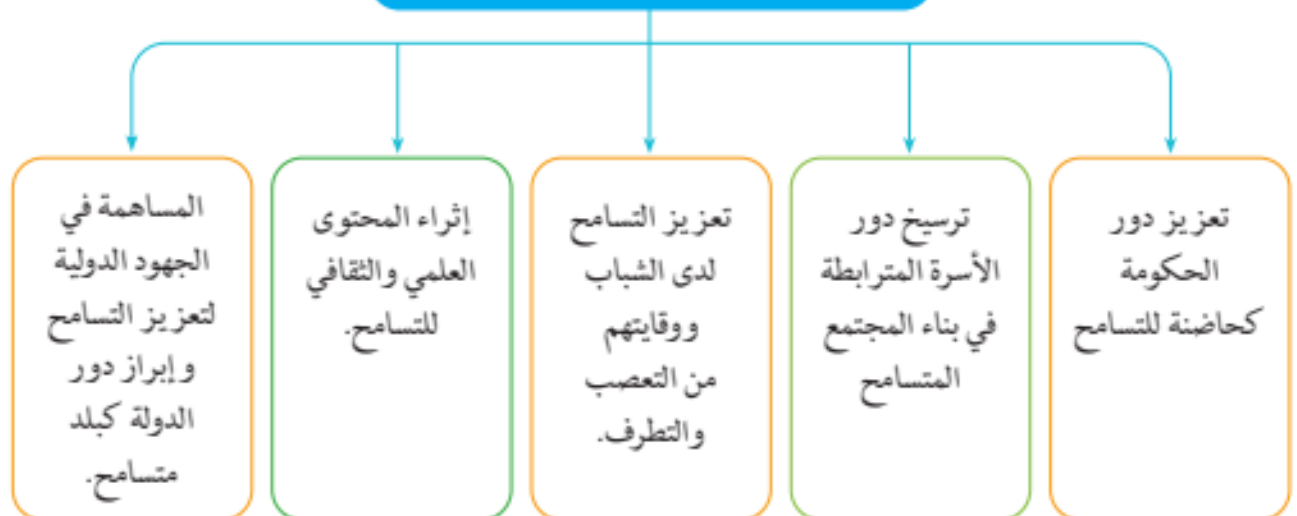 تعزيز دور
الحكومة
كحاضنة للتسامح
ترسيخ دور
الأسرة المترابطة
في بناء المجتمع
المتسامح
تعزيز التسامح
لدى الشباب
ووقايتهم
من التعصب
والتطرف.
إثراء المحتوى
العلمي والثقافي
للتسامح.
المساهمة في
الجهود الدولية
لتعزيز التسامح
وإبراز دور
الدولة كبلد
متسامح.